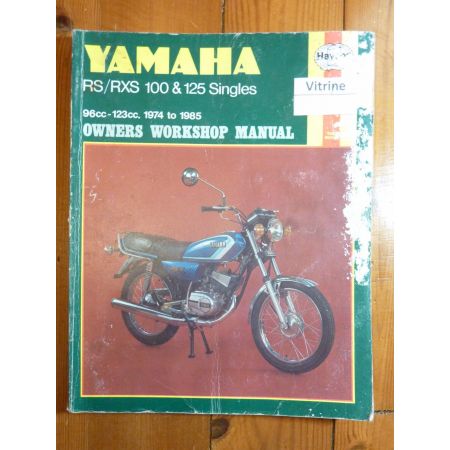 YAMAHA
RS/RXS 100 & 125 Singles
Vitrine
96cc - 123cc. 1974 to 1985
OWNERS WORKSHOP MANUAL
YAMAHA